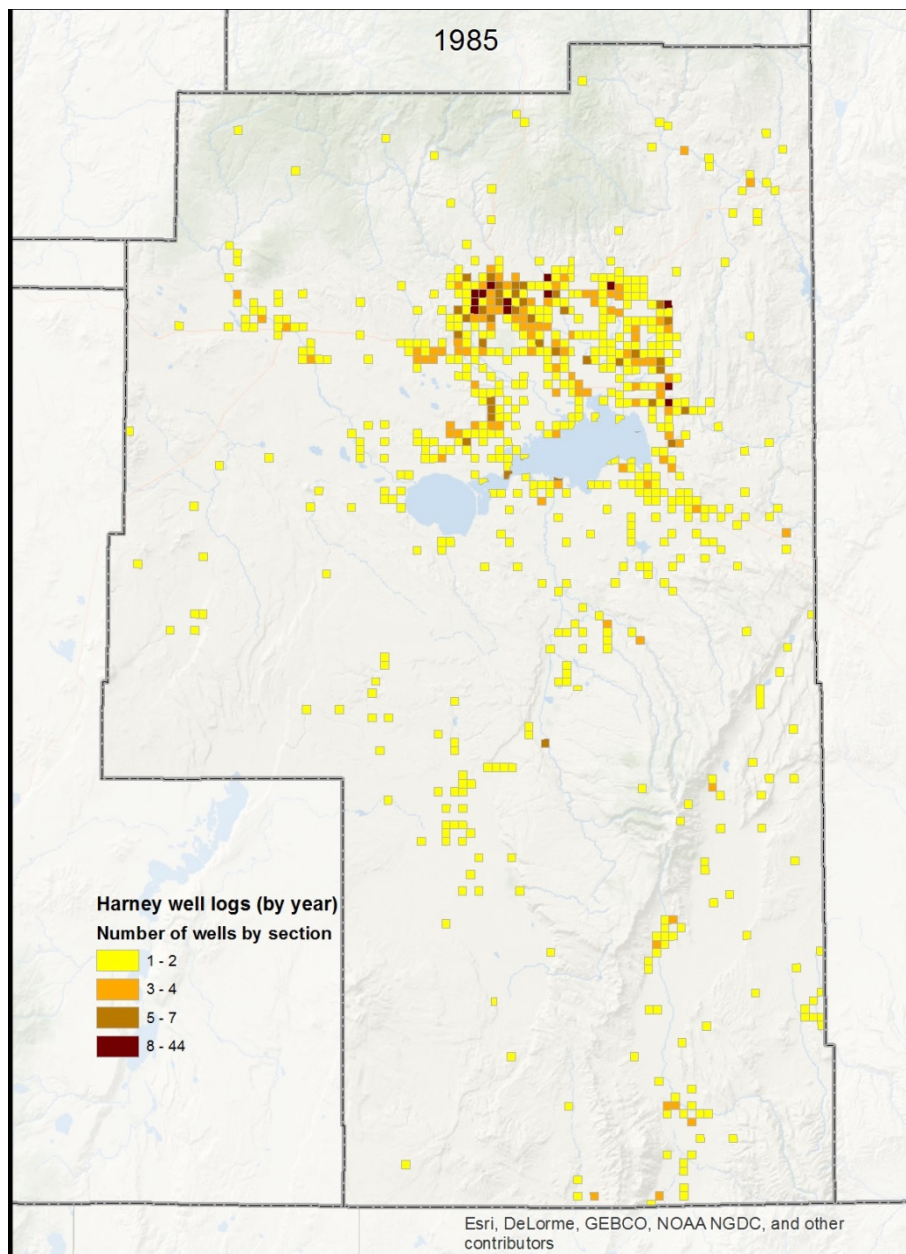 1985
Harney well logs (by year)
Number of wells by section
1 - 2
3 - 4
5 - 7
8 - 44
Esri, DeLorme, GEBCO, NOAA NGDC, and other
contributors